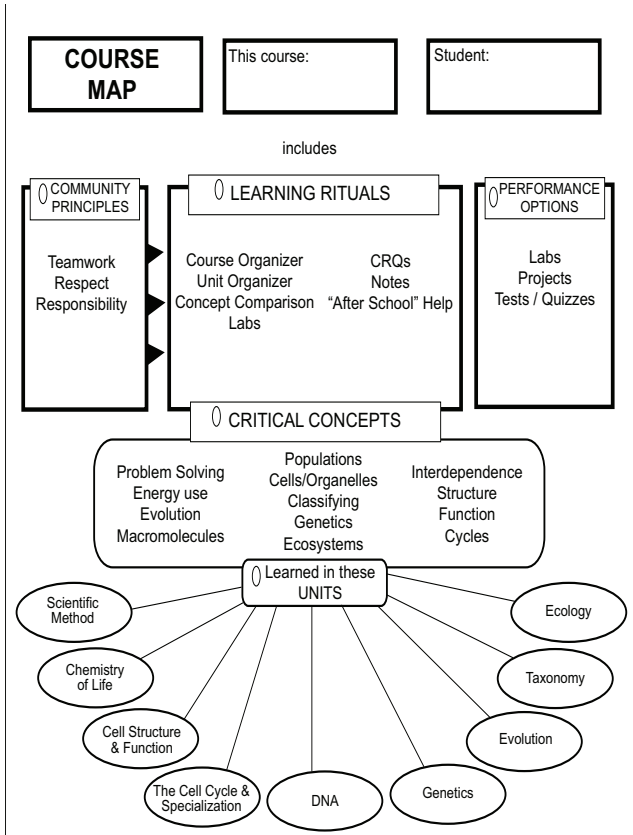 COURSE
MAP
This course:
Student:
includes
COMMUNITY
PRINCIPLES
Teamwork
Respect
Responsibility
LEARNING RITUALS
Course Organizer
Unit Organizer
Concept Comparison
Labs
CRQs
Notes
“After School” Help
PERFORMANCE
OPTIONS
Labs
Projects
Tests / Quizzes
CRITICAL CONCEPTS
Problem Solving
Energy use
Evolution
Macromolecules
Populations
Cells/Organelles
Classifying
Genetics
Ecosystems
Interdependence
Structure
Function
Cycles
Learned in these
UNITS
Scientific
Method
Chemistry
of Life
Cell Structure
& Function
The Cell Cycle &
Specialization
DNA
Genetics
Evolution
Taxonomy
Ecology